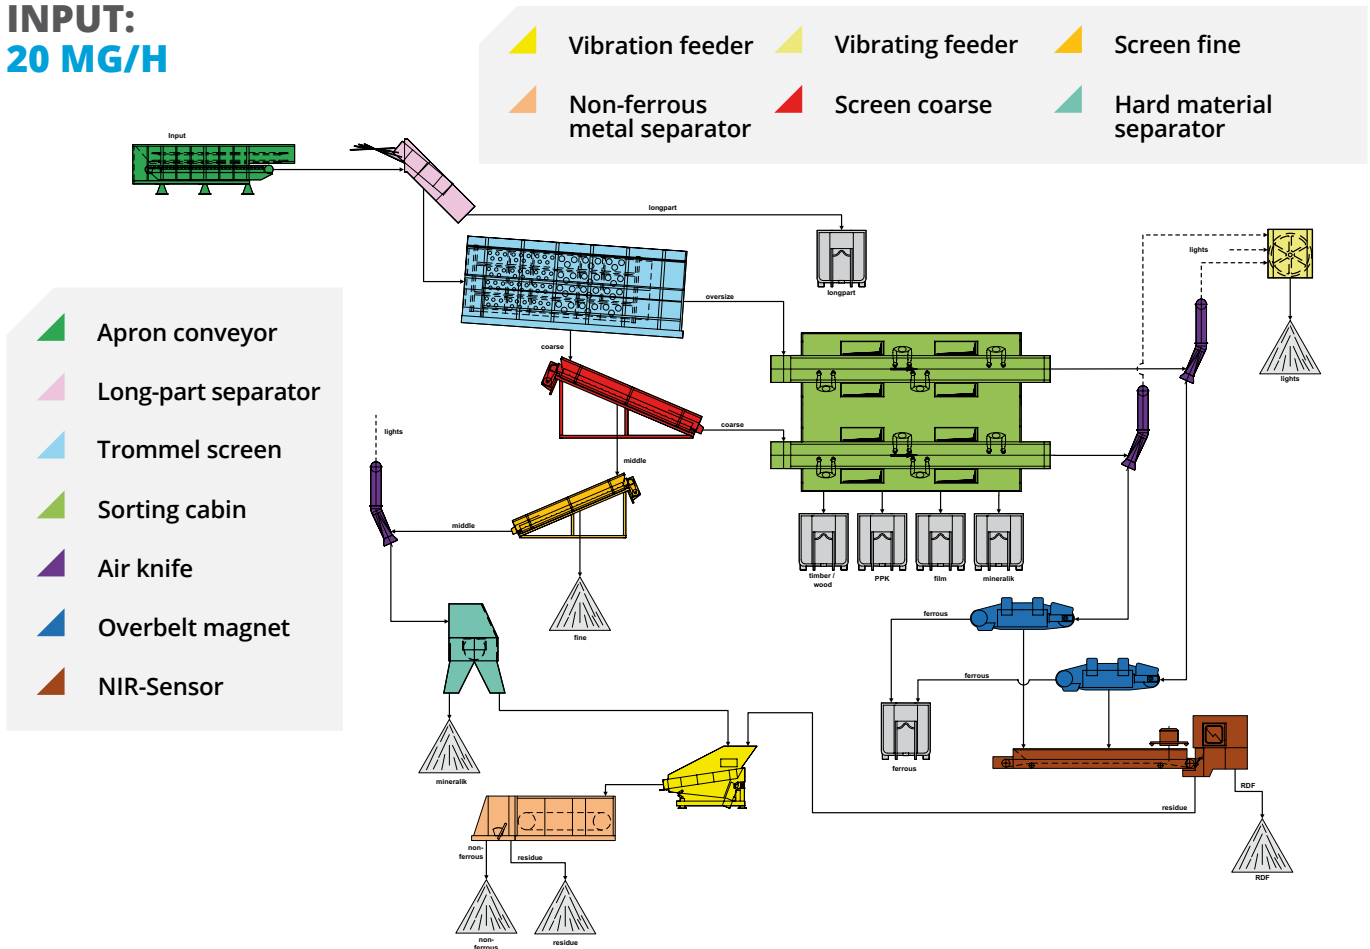 INPUT:
20 MG/H
Vibration feeder
Vibrating feeder
Screen fine
Non-ferrous
metal separator
Screen coarse
Hard material
separator
Input
longpart
longpart
lights
oversize
coarse
lights
Apron conveyor
Long-part separator
Trommel screen
Sorting cabin
Air knife
Overbelt magnet
NIR-Sensor
coarse
lights
middle
middle
timber /
wood
PPK
film
mineralik
fine
ferrous
ferrous
ferrous
mineralik
RDF
residue
RDF
non-
ferrous
residue
non-
ferrous
residue